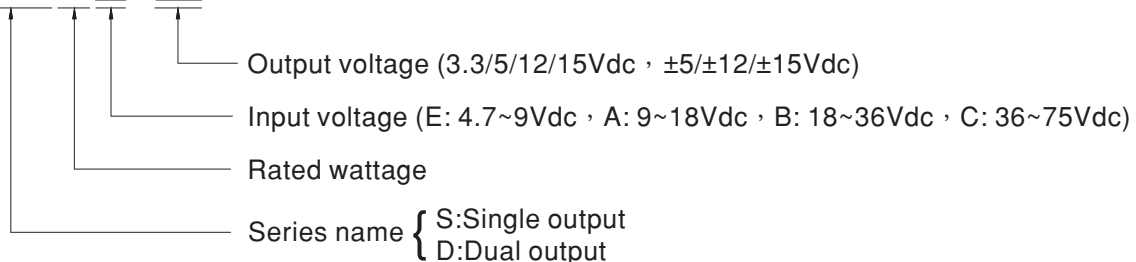 Output voltage (3.3/5/12/15Vdc，±5/±12/±15Vdc)
Input voltage (E: 4.7~9Vdc，A: 9~18Vdc，B: 18~36Vdc，C: 36~75Vdc)
Rated wattage
Series name { S:Single output
D:Dual output